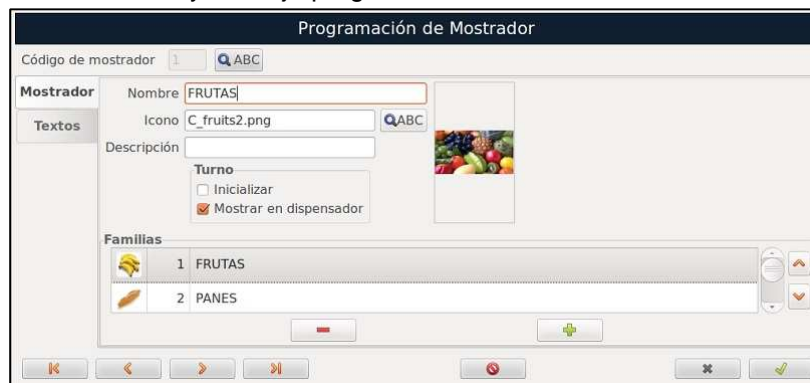 Programación de Mostrador
Código de mostrador 1 ABC
Mostrador
Textos
Nombre FRUTAS
Icono C_fruits2.png ABC
Descripción
Turno
Inicializar
Mostrar en dispensador
Familias
1 FRUTAS
2 PANES